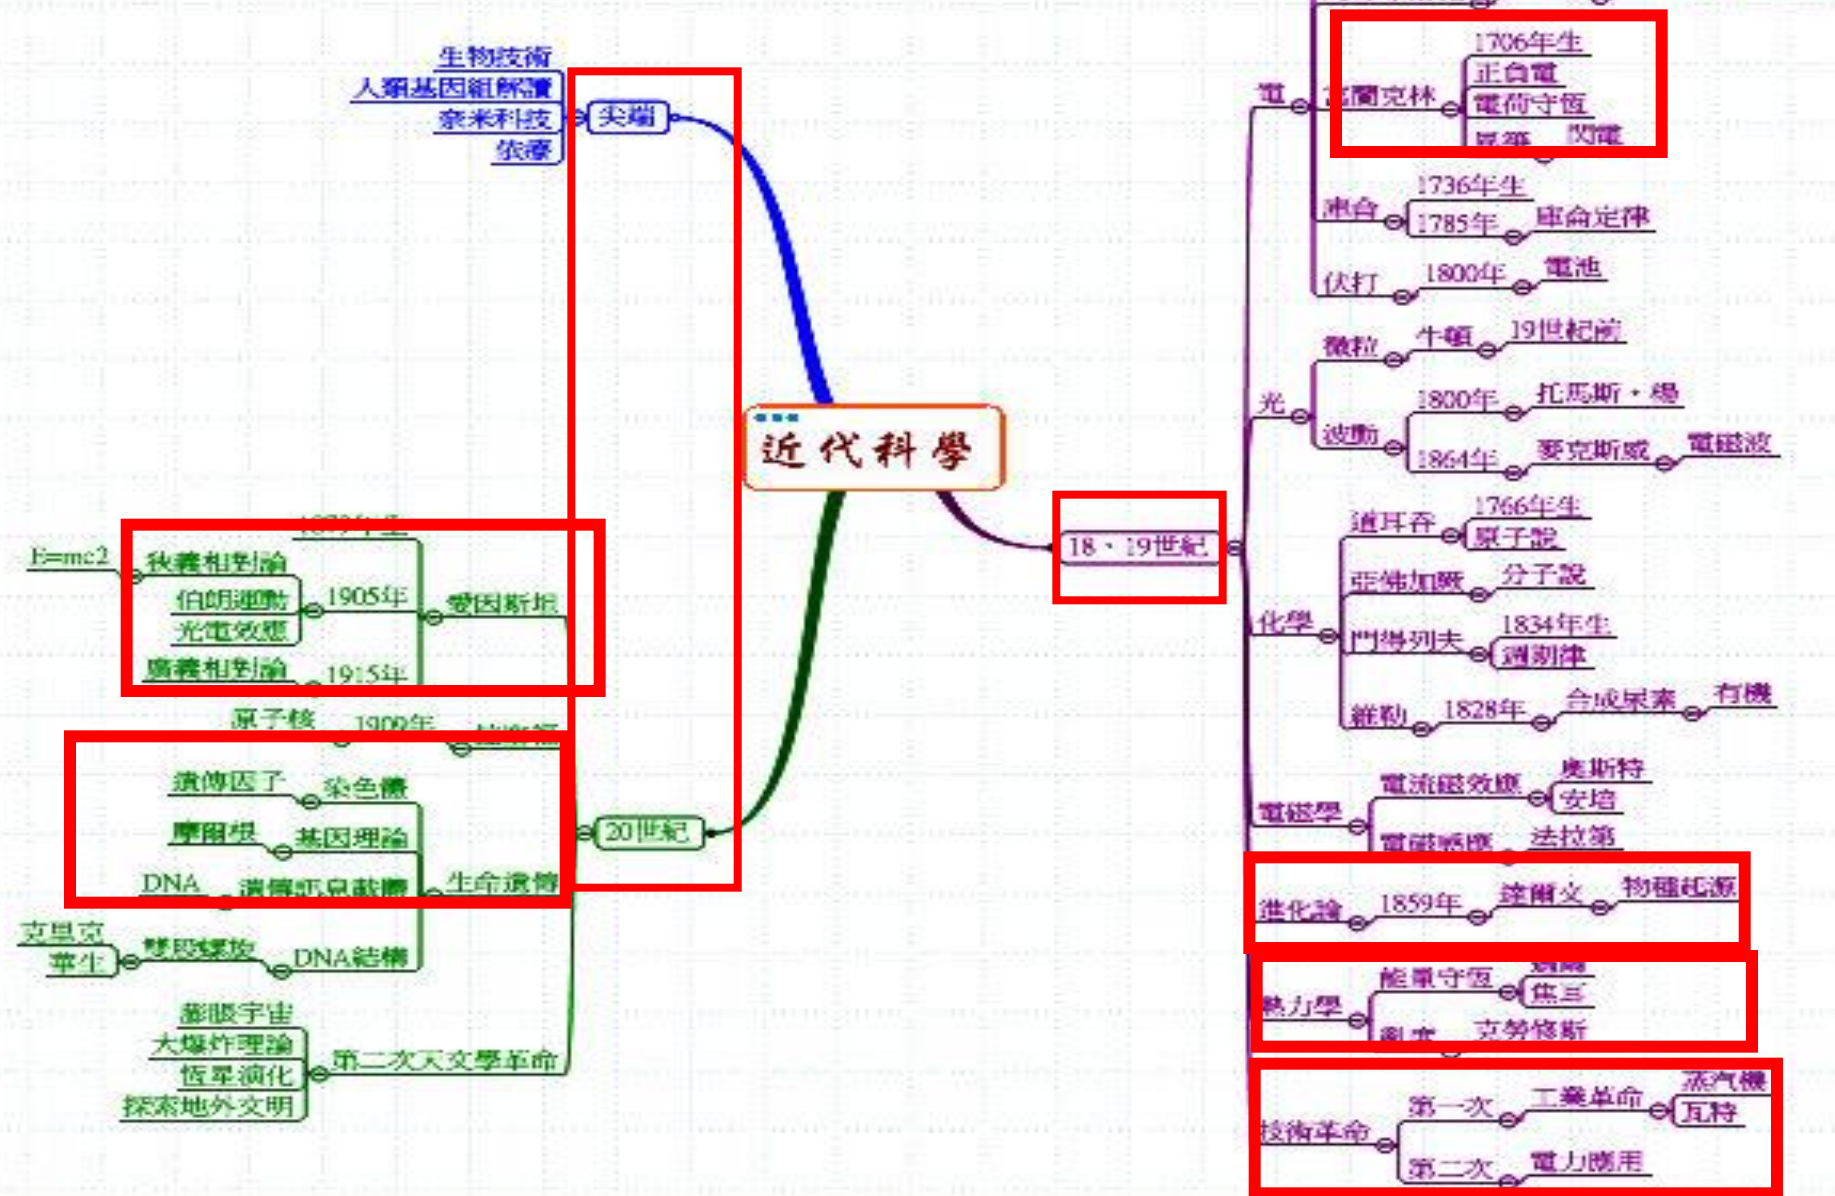 近代科學
尖端
生物技術
人類基因組解讀
奈米科技
依療
20世紀
愛因斯坦
1905年
狹義相對論
E=mc2
伯朗運動
光電效應
1915年
廣義相對論
1909年
原子核
生命遺傳
染色體
遺傳因子
基因理論
摩爾根
遺傳訊息載體
DNA
DNA結構
雙股螺旋
克里克
華生
第二次天文學革命
膨脹宇宙
大爆炸理論
恆星演化
探索地外文明
18、19世紀
電
富蘭克林
1706年生
正負電
電荷守恆
閃電
庫侖
1736年生
1785年
庫侖定律
伏打
1800年
電池
光
微粒
牛頓
19世紀前
波動
1800年
托馬斯·楊
1864年
麥克斯威
電磁波
化學
道耳吞
1766年生
原子說
亞佛加厥
分子說
門得列夫
1834年生
週期律
維勒
1828年
合成尿素
有機
電磁學
電流磁效應
奧斯特
安培
電磁感應
法拉第
進化論
1859年
達爾文
物種起源
熱力學
能量守恆
焦耳
克勞修斯
技術革命
第一次
工業革命
蒸汽機
瓦特
第二次
電力應用